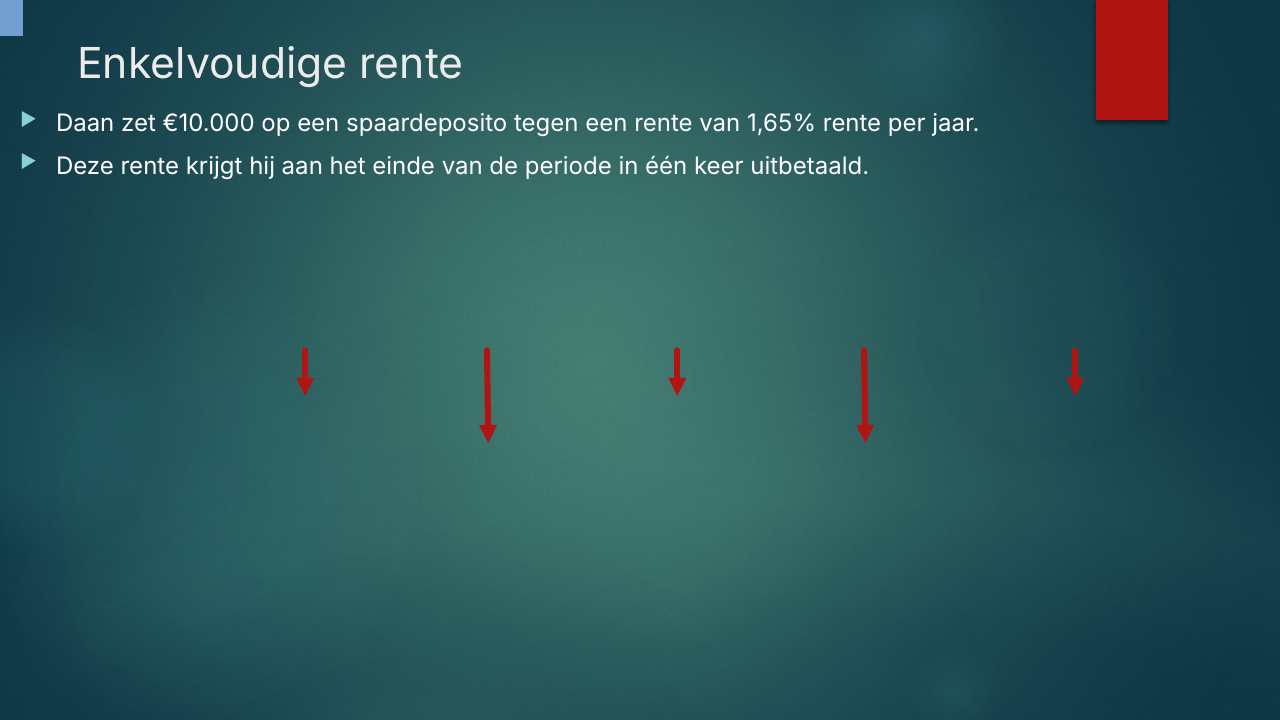 Enkelvoudige rente
Daan zet €10.000 op een spaardeposito tegen een rente van 1,65% rente per jaar.
Deze rente krijgt hij aan het einde van de periode in één keer uitbetaald.